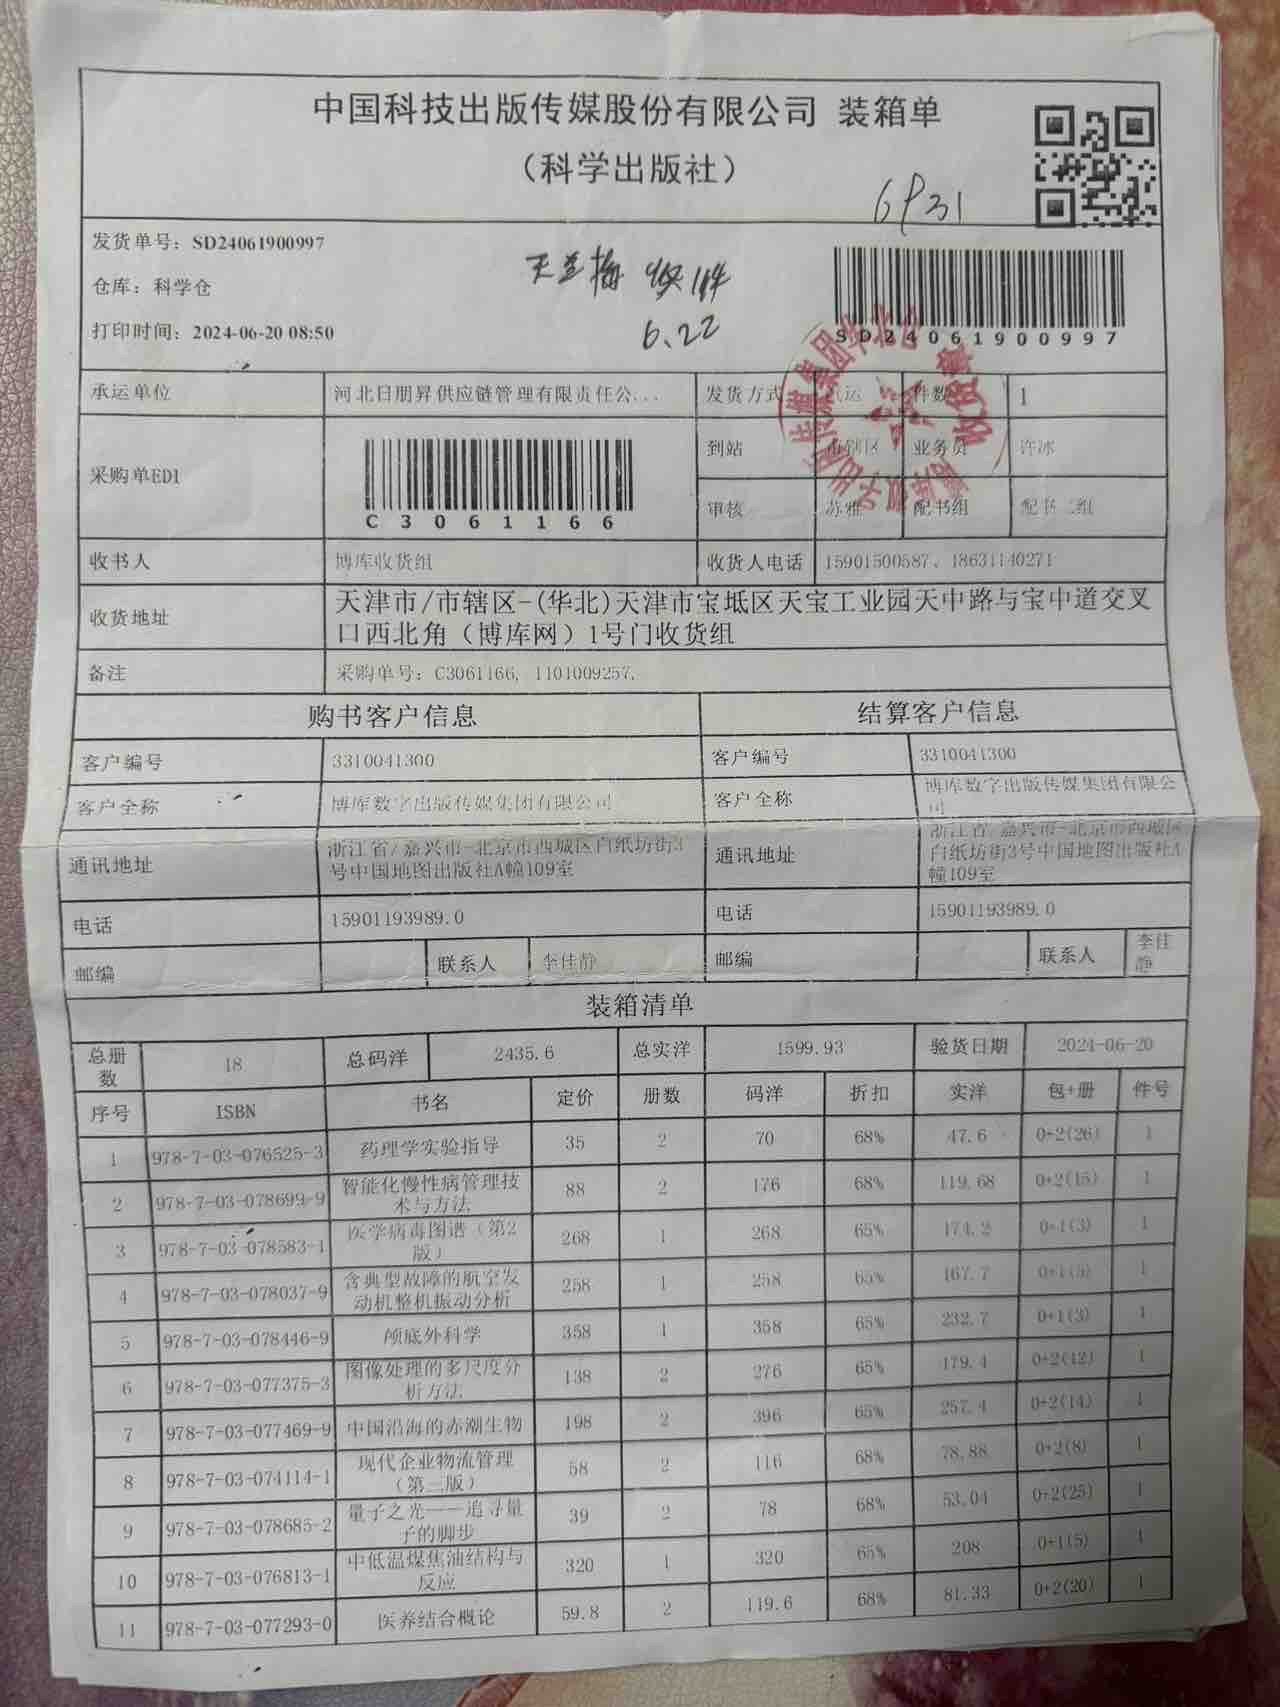 中国科技出版传媒股份有限公司 装箱单
（科学出版社）
6P31
发货单号：SD24061900997
仓库：科学仓
打印时间：2024-06-20 08:50
6.22
SD24061900997
承运单位 河北日朋昇供应链管理有限责任公... 发货方式 件数 1
采购单EDI C3061166 到站 市辖区 业务员 许冰
审核 苏雅 配书组 配书二组
收书人 博库收货组 收货人电话 15901500587、18631140271
收货地址 天津市/市辖区-(华北)天津市宝坻区天宝工业园天中路与宝中道交叉
口西北角（博库网）1号门收货组
备注 采购单号：C3061166, 1101009257,
购书客户信息 结算客户信息
客户编号 3310041300 客户编号 3310041300
客户全称 博库数字出版传媒集团有限公司 客户全称 博库数字出版传媒集团有限公
司
通讯地址 浙江省/嘉兴市-北京市西城区白纸坊街3
号中国地图出版社A幢109室
通讯地址 浙江省/嘉兴市-北京市西城区
白纸坊街3号中国地图出版社A
幢109室
电话 15901193989.0 电话 15901193989.0
邮编 联系人 李佳静 邮编 联系人 李佳
静
装箱清单
总册
数 18 总码洋 2435.6 总实洋 1599.93 验货日期 2024-06-20
序号 ISBN 书名 定价 册数 码洋 折扣 实洋 包+册 件号
1 978-7-03-076525-3 药理学实验指导 35 2 70 68% 47.6 0+2(26) 1
2 978-7-03-078699-9 智能化慢性病管理技
术与方法 88 2 176 68% 119.68 0+2(15) 1
3 978-7-03-078583-1 医学病毒图谱（第2
版） 268 1 268 65% 174.2 0+1(3) 1
4 978-7-03-078037-9 含典型故障的航空发
动机整机振动分析 258 1 258 65% 167.7 0+1(5) 1
5 978-7-03-078446-9 颅底外科学 358 1 358 65% 232.7 0+1(3) 1
6 978-7-03-077375-3 图像处理的多尺度分
析方法 138 2 276 65% 179.4 0+2(12) 1
7 978-7-03-077469-9 中国沿海的赤潮生物 198 2 396 65% 257.4 0+2(14) 1
8 978-7-03-074114-1 现代企业物流管理
（第二版） 58 2 116 68% 78.88 0+2(8) 1
9 978-7-03-078685-2 量子之光——追寻量
子的脚步 39 2 78 68% 53.04 0+2(25) 1
10 978-7-03-076813-1 中低温煤焦油结构与
反应 320 1 320 65% 208 0+1(5) 1
11 978-7-03-077293-0 医养结合概论 59.8 2 119.6 68% 81.33 0+2(20) 1